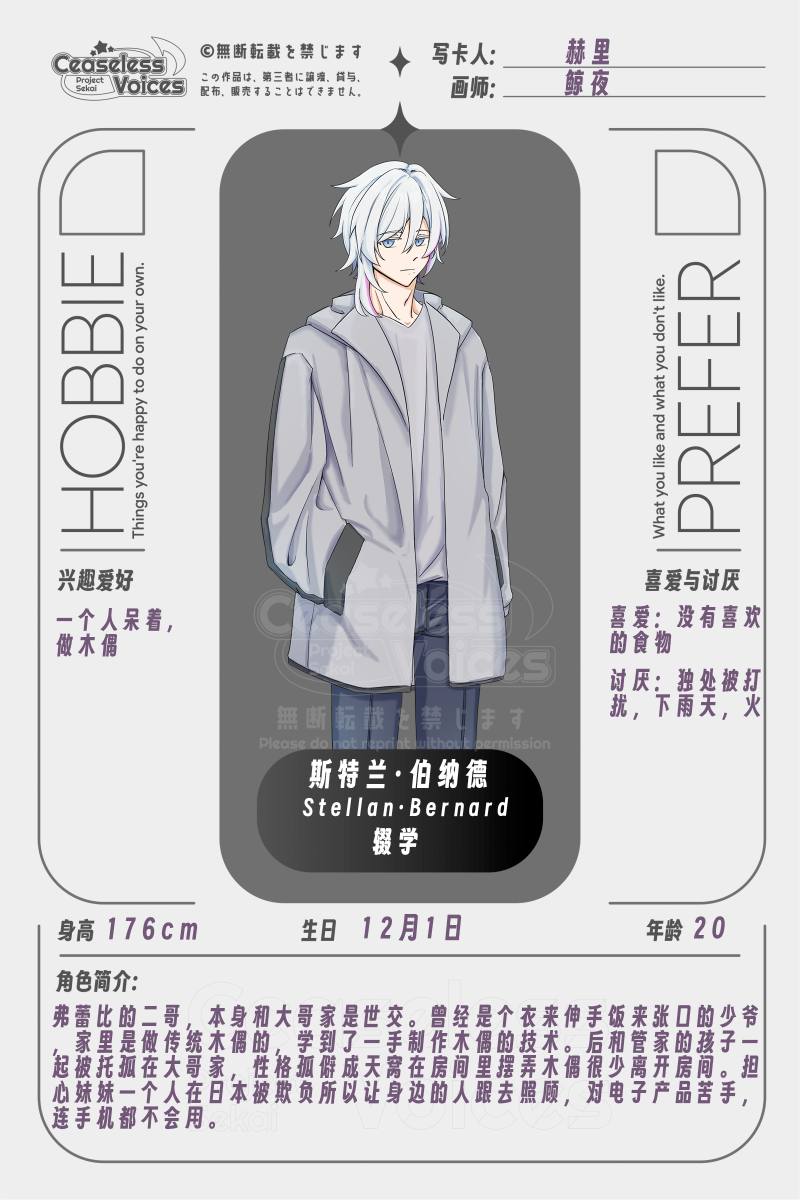 Ceaseless
Voices
Project
Sekai
©無断転載を禁じます
この作品は、第三者に譲渡、貸与、
配布、販売することはできません。
写卡人: 赫里
画师: 鲸夜
HOBBIE
Things you're happy to do on your own.
兴趣爱好
一个人呆着，
做木偶
PREFER
What you like and what you don't like.
喜爱与讨厌
喜爱：没有喜欢
的食物
讨厌：独处被打
扰，下雨天，火
Ceaseless
Project
Sekai
Voices
無断転載を禁じます
Please do not reprint without permission
斯特兰·伯纳德
Stellan·Bernard
辍学
身高 176cm
生日 12月1日
年龄 20
角色简介:
弗蕾比的二哥，本身和大哥家是世交。曾经是个衣来伸手饭来张口的少爷
，家里是做传统木偶的，学到了一手制作木偶的技术。后和管家的孩子一
起被托孤在大哥家，性格孤僻成天窝在房间里摆弄木偶很少离开房间。担
心妹妹一个人在日本被欺负所以让身边的人跟去照顾，对电子产品苦手，
连手机都不会用。